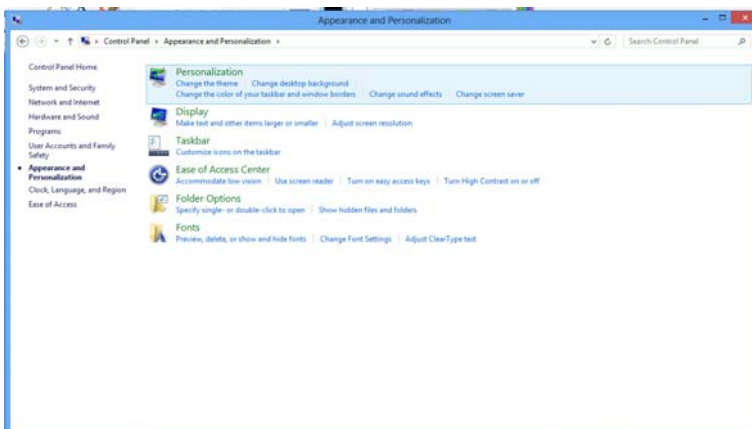 Appearance and Personalization
Control Panel Appearance and Personalization
Search Control Panel
Control Panel Home
System and Security
Network and Internet
Hardware and Sound
Programs
User Accounts and Family
Safety
Appearance and
Personalization
Clock, Language, and Region
Ease of Access
Personalization
Change the theme Change desktop background
Change the color of your taskbar and window borders Change sound effects Change screen saver
Display
Make text and other items larger or smaller Adjust screen resolution
Taskbar
Customize icons on the taskbar
Ease of Access Center
Accommodate low vision Use screen reader Turn on easy access keys Turn High Contrast on or off
Folder Options
Specify single- or double-click to open Show hidden files and folders
Fonts
Preview, delete, or show and hide fonts Change Font Settings Adjust ClearType text